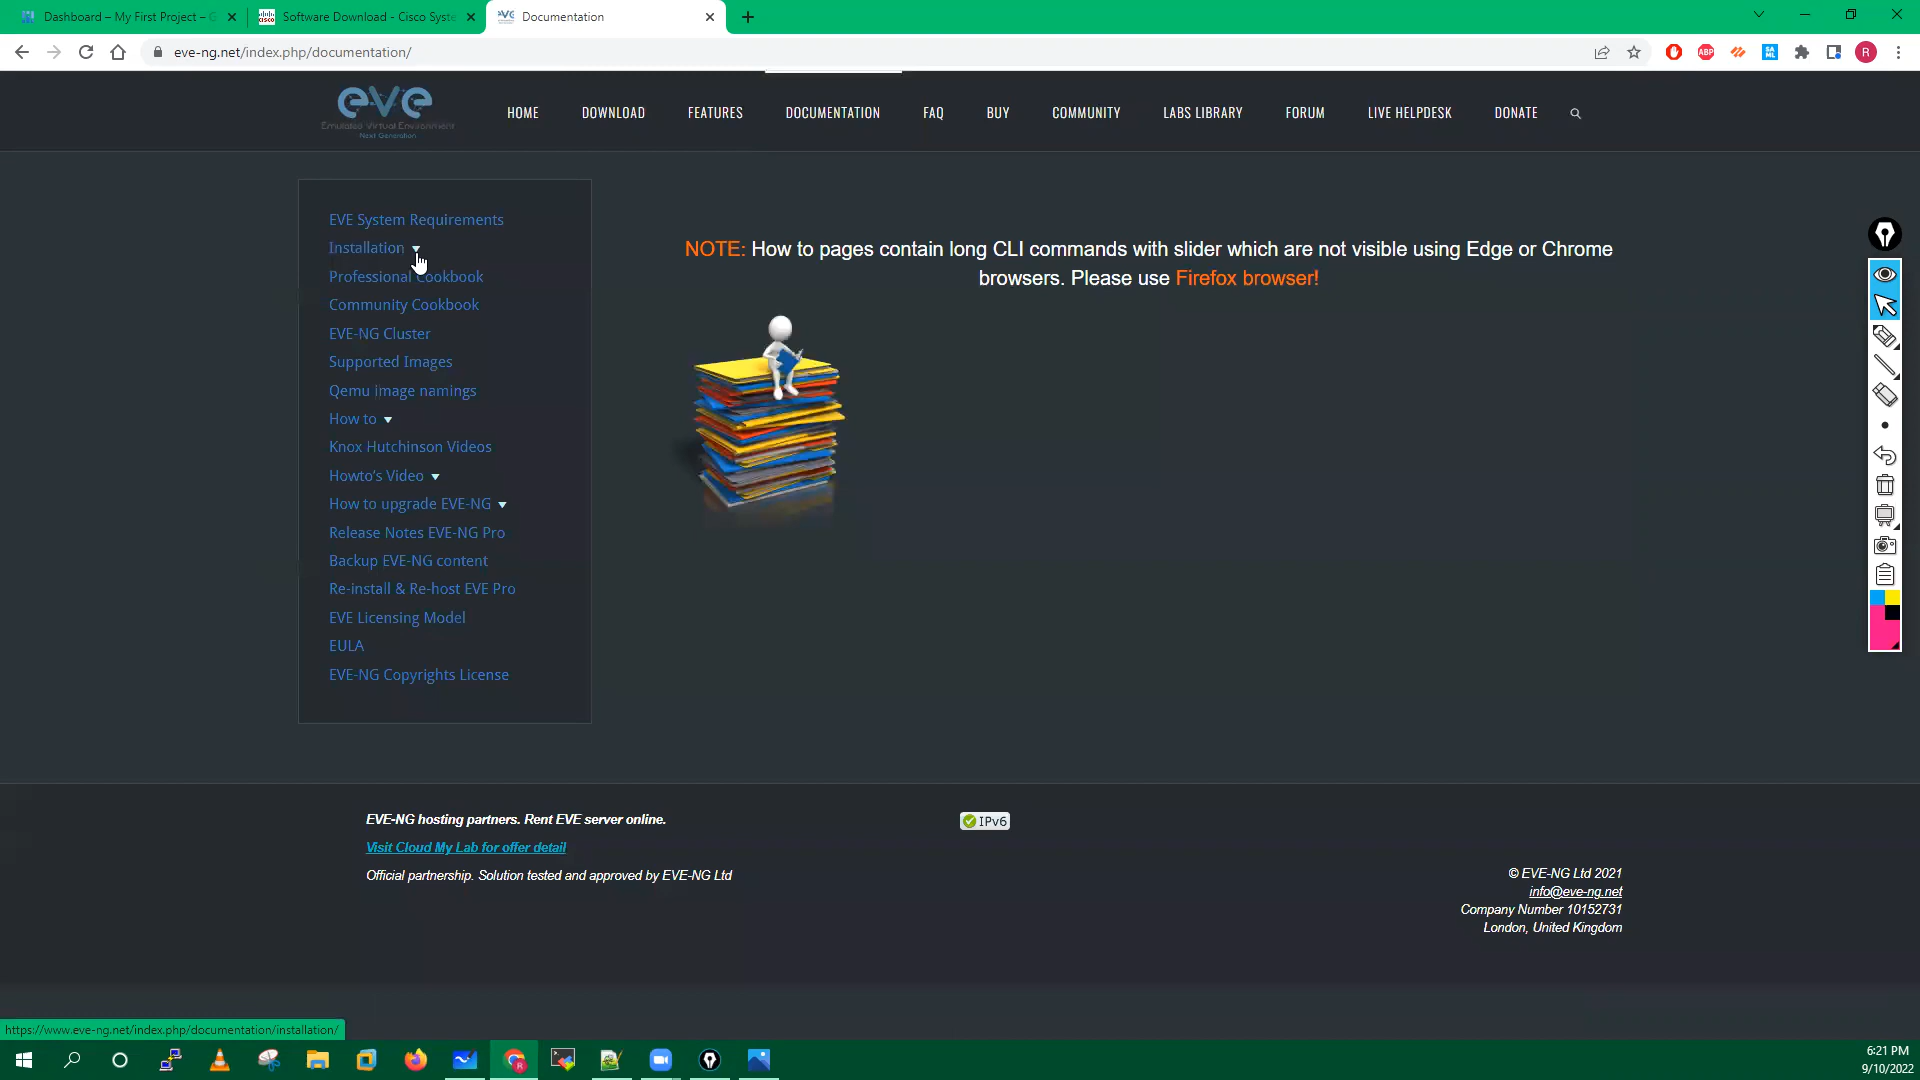 Dashboard – My First Project – G
Software Download - Cisco Syste
Documentation
eve-ng.net/index.php/documentation/
ABP
R
eve
Emulated Virtual Environment
Next Generation
HOME
DOWNLOAD
FEATURES
DOCUMENTATION
FAQ
BUY
COMMUNITY
LABS LIBRARY
FORUM
LIVE HELPDESK
DONATE
EVE System Requirements
Installation
Professional Cookbook
Community Cookbook
EVE-NG Cluster
Supported Images
Qemu image namings
How to
Knox Hutchinson Videos
Howto's Video
How to upgrade EVE-NG
Release Notes EVE-NG Pro
Backup EVE-NG content
Re-install & Re-host EVE Pro
EVE Licensing Model
EULA
EVE-NG Copyrights License
NOTE: How to pages contain long CLI commands with slider which are not visible using Edge or Chrome
browsers. Please use Firefox browser!
EVE-NG hosting partners. Rent EVE server online.
Visit Cloud My Lab for offer detail
Official partnership. Solution tested and approved by EVE-NG Ltd
IPv6
© EVE-NG Ltd 2021
info@eve-ng.net
Company Number 10152731
London, United Kingdom
https://www.eve-ng.net/index.php/documentation/installation/
6:21 PM
9/10/2022